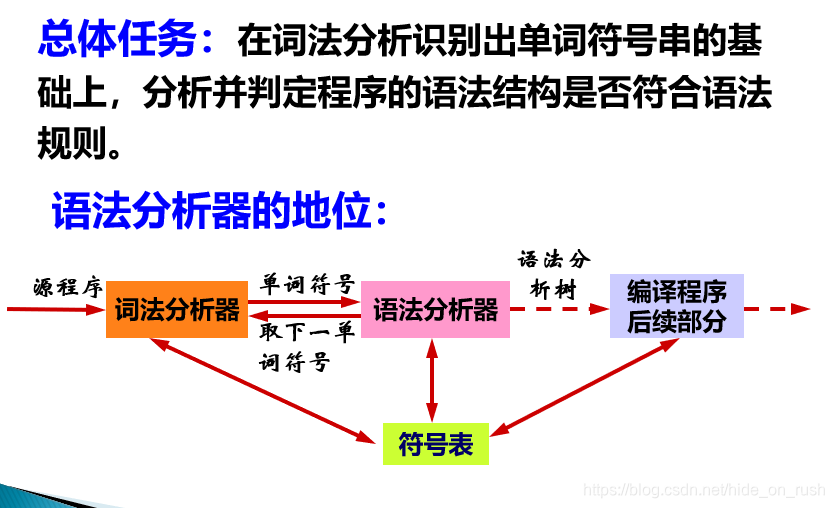 总体任务：在词法分析识别出单词符号串的基
础上，分析并判定程序的语法结构是否符合语法
规则。
语法分析器的地位：
源程序
词法分析器
单词符号
取下一单
词符号
语法分析器
语法分
析树
编译程序
后续部分
符号表
https://blog.csdn.net/hide_on_rush